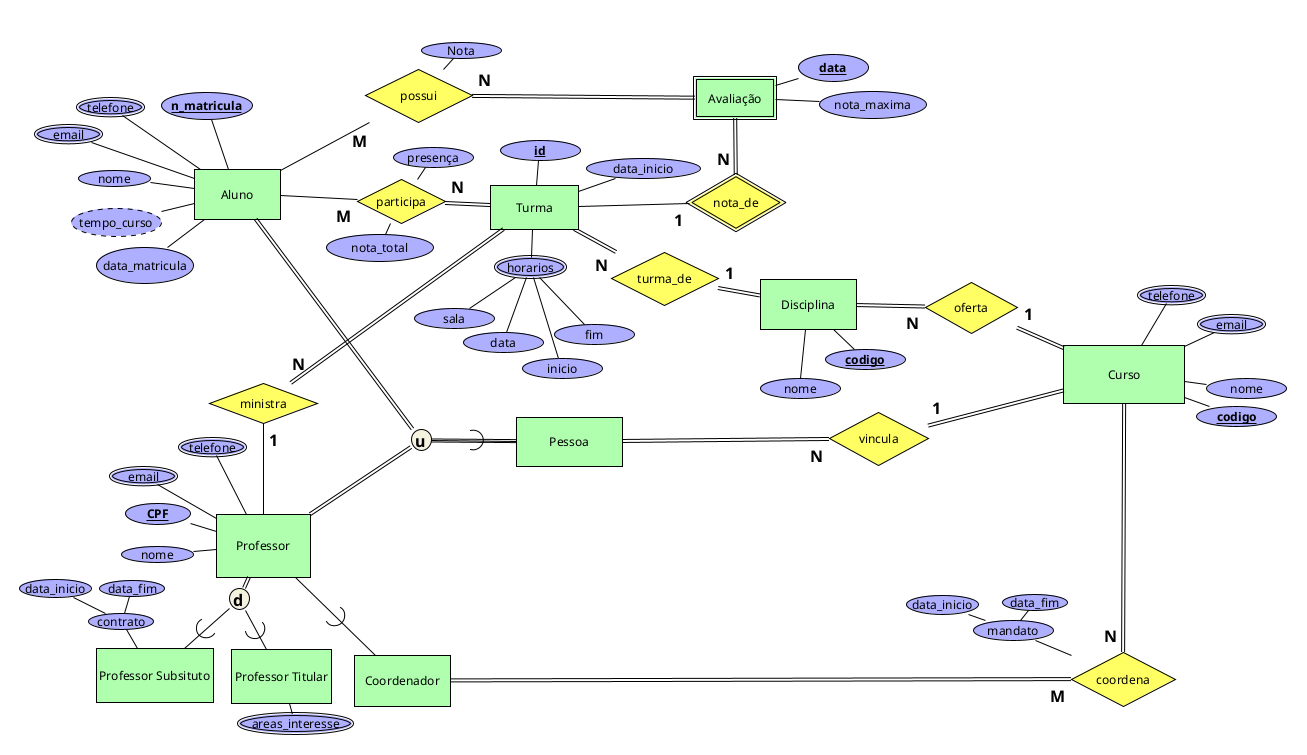 Nota
possui
N
M
data
Avaliação
nota_maxima
telefone
n_matricula
email
nome
tempo_curso
data_matricula
Aluno
presença
participa
M
N
nota_total
id
data_inicio
Turma
N
nota_de
1
horarios
sala
data
inicio
fim
N
turma_de
1
Disciplina
nome
codigo
N
oferta
1
telefone
email
Curso
nome
codigo
N
ministra
1
u
Pessoa
N
vincula
1
telefone
email
CPF
nome
Professor
d
data_inicio
data_fim
contrato
Professor Subsituto
Professor Titular
areas_interesse
Coordenador
data_inicio
data_fim
mandato
N
coordena
M